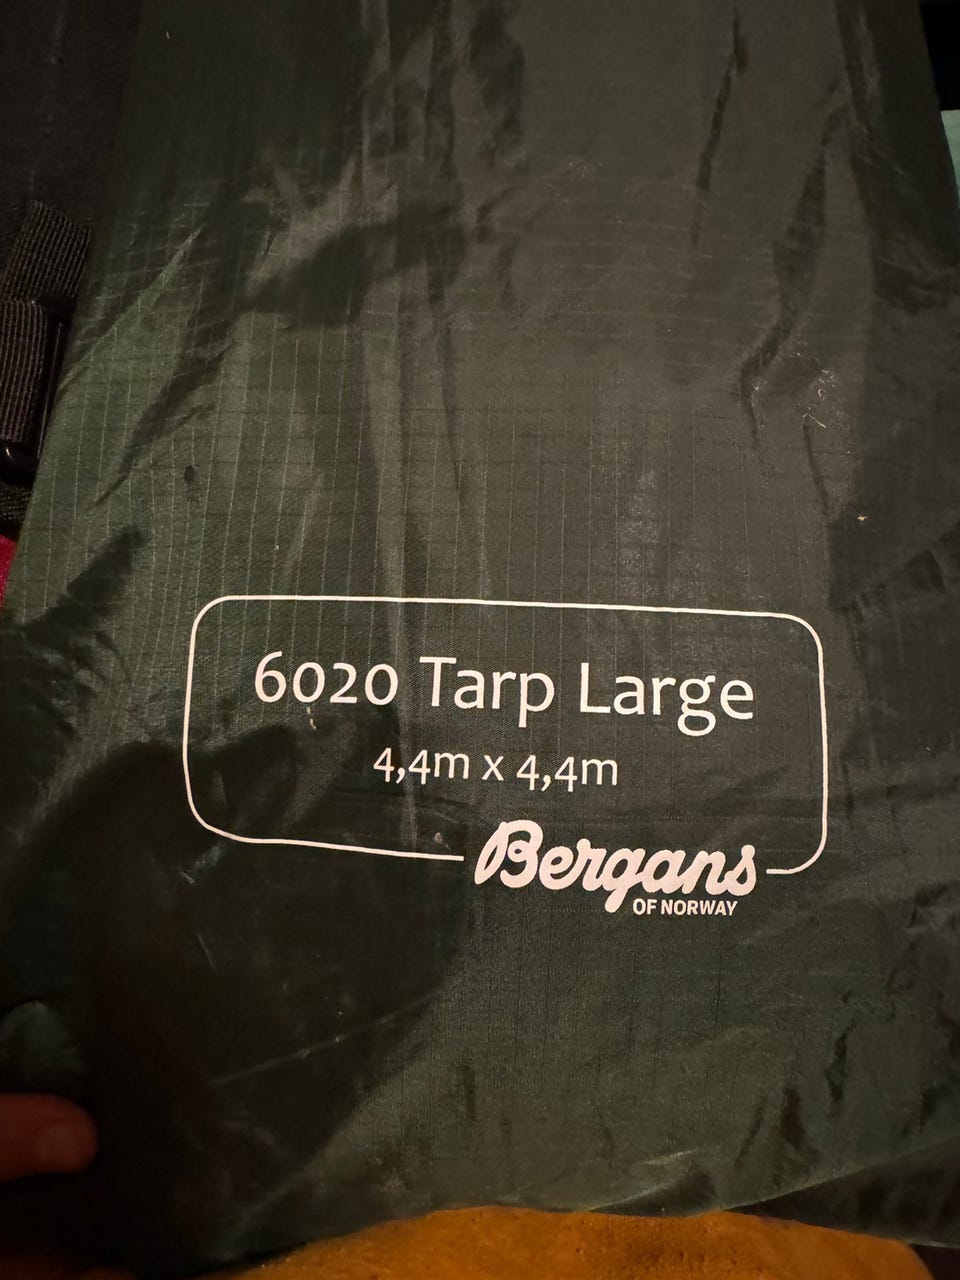 6020 Tarp Large
4,4m x 4,4m
Bergans
OF NORWAY